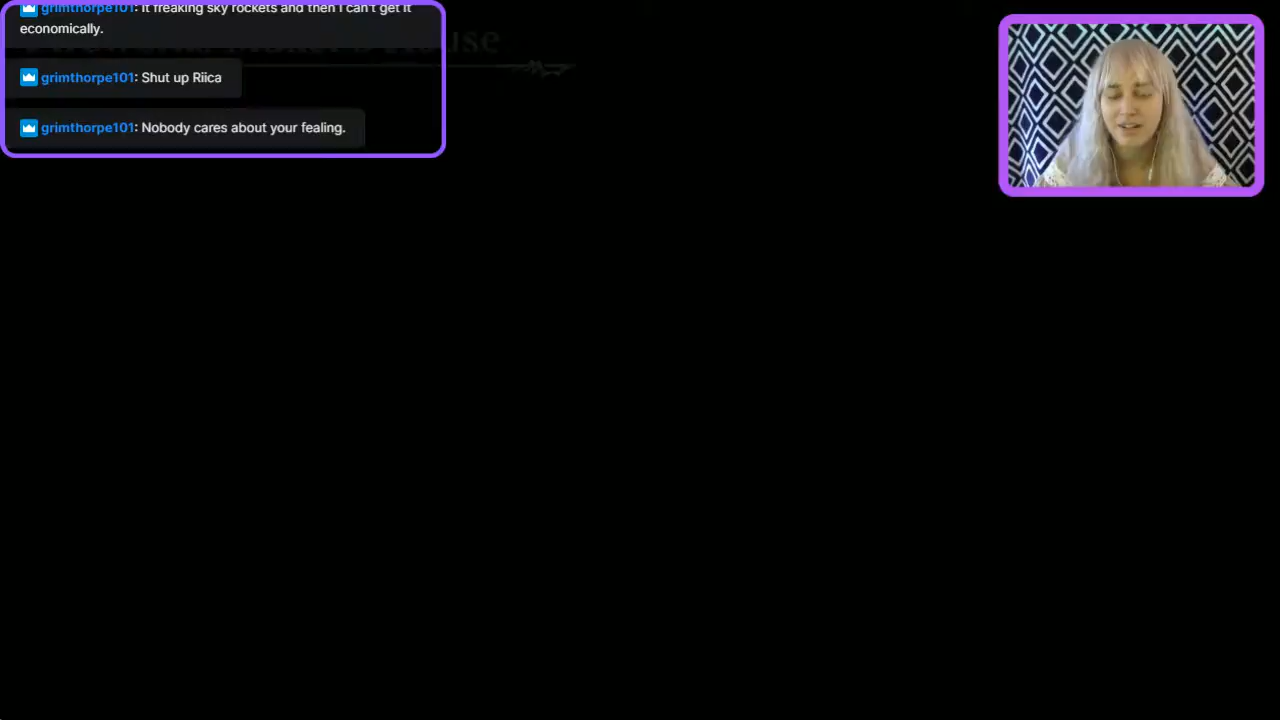 grimthorpe101: It freaking sky rockets and then I can't get it
economically.
grimthorpe101: Shut up Riica
grimthorpe101: Nobody cares about your fealing.